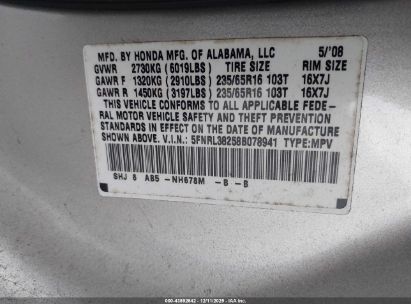 MFD. BY HONDA MFG. OF ALABAMA, LLC 5/'08
GVWR 2730KG (6019LBS) TIRE SIZE RIM SIZE
GAWR F 1320KG (2910LBS) 235/65R16 103T 16X7J
GAWR R 1450KG (3197LBS) 235/65R16 103T 16X7J
THIS VEHICLE CONFORMS TO ALL APPLICABLE FEDE-
RAL MOTOR VEHICLE SAFETY AND THEFT PREVENTION
STANDARDS IN EFFECT ON THE DATE OF MANUFACTURE
SHOWN ABOVE. V.I.N.: 5FNRL38258B078941 TYPE:MPV
SHJ 8 AB5 -NH678M -B -B